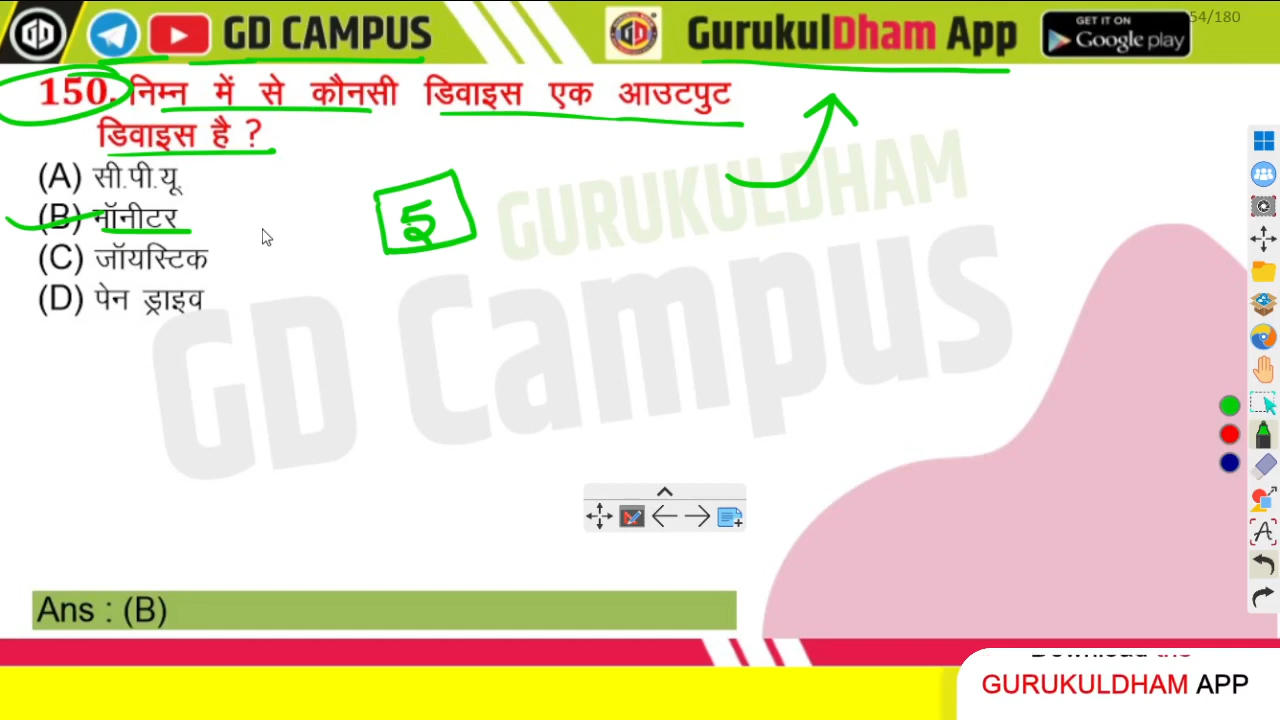 GD CAMPUS
GurukulDham App
GET IT ON
Google play
54/180
150. निम्न में से कौनसी डिवाइस एक आउटपुट
डिवाइस है ?
(A) सी.पी.यू.
(B) मॉनीटर
(C) जॉयस्टिक
(D) पेन ड्राइव
GURUKULDHAM
GD Campus
Ans : (B)
GURUKULDHAM APP